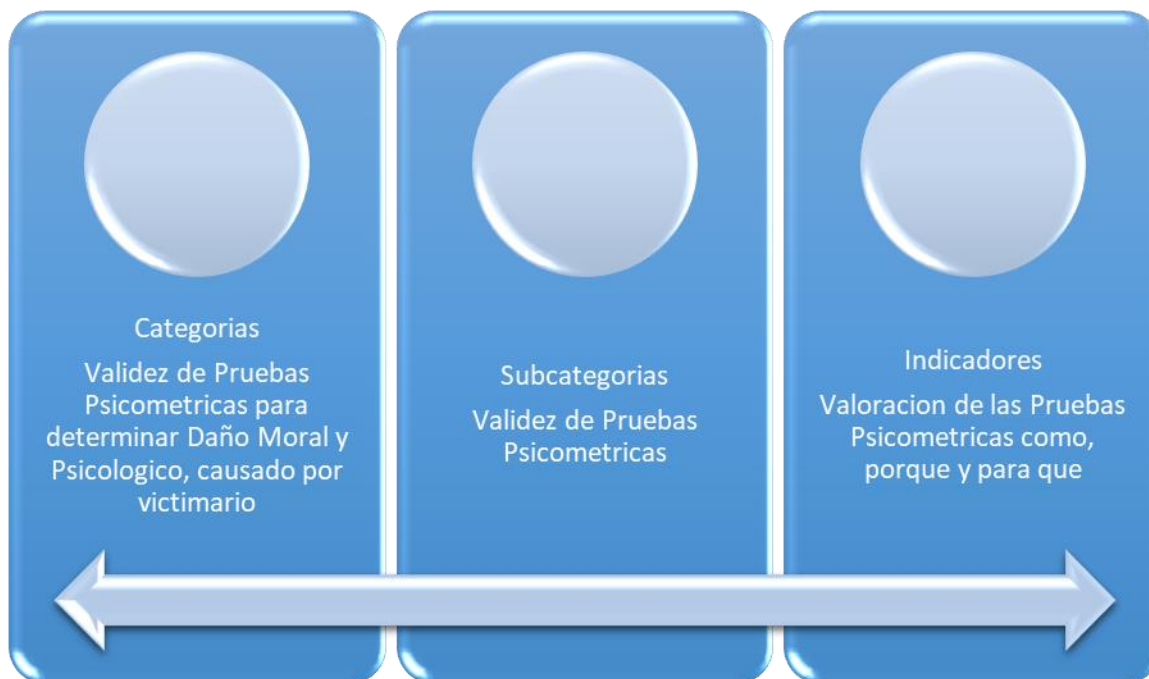 Categorias
Validez de Pruebas
Psicometricas para
determinar Daño Moral y
Psicologico, causado por
victimario
Subcategorias
Validez de Pruebas
Psicometricas
Indicadores
Valoracion de las Pruebas
Psicometricas como,
porque y para que